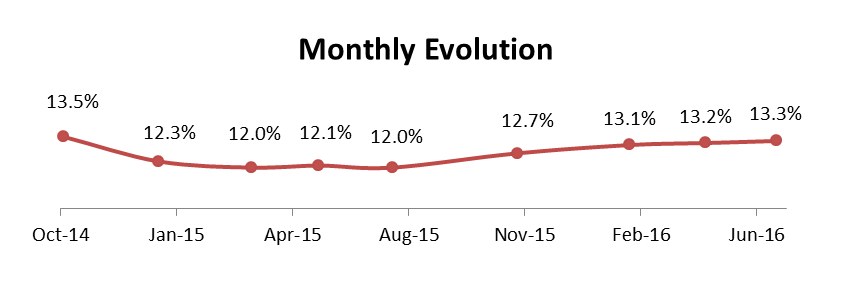 Monthly Evolution
13.5%
12.3%
12.0%
12.1%
12.0%
12.7%
13.1%
13.2%
13.3%
Oct-14
Jan-15
Apr-15
Aug-15
Nov-15
Feb-16
Jun-16